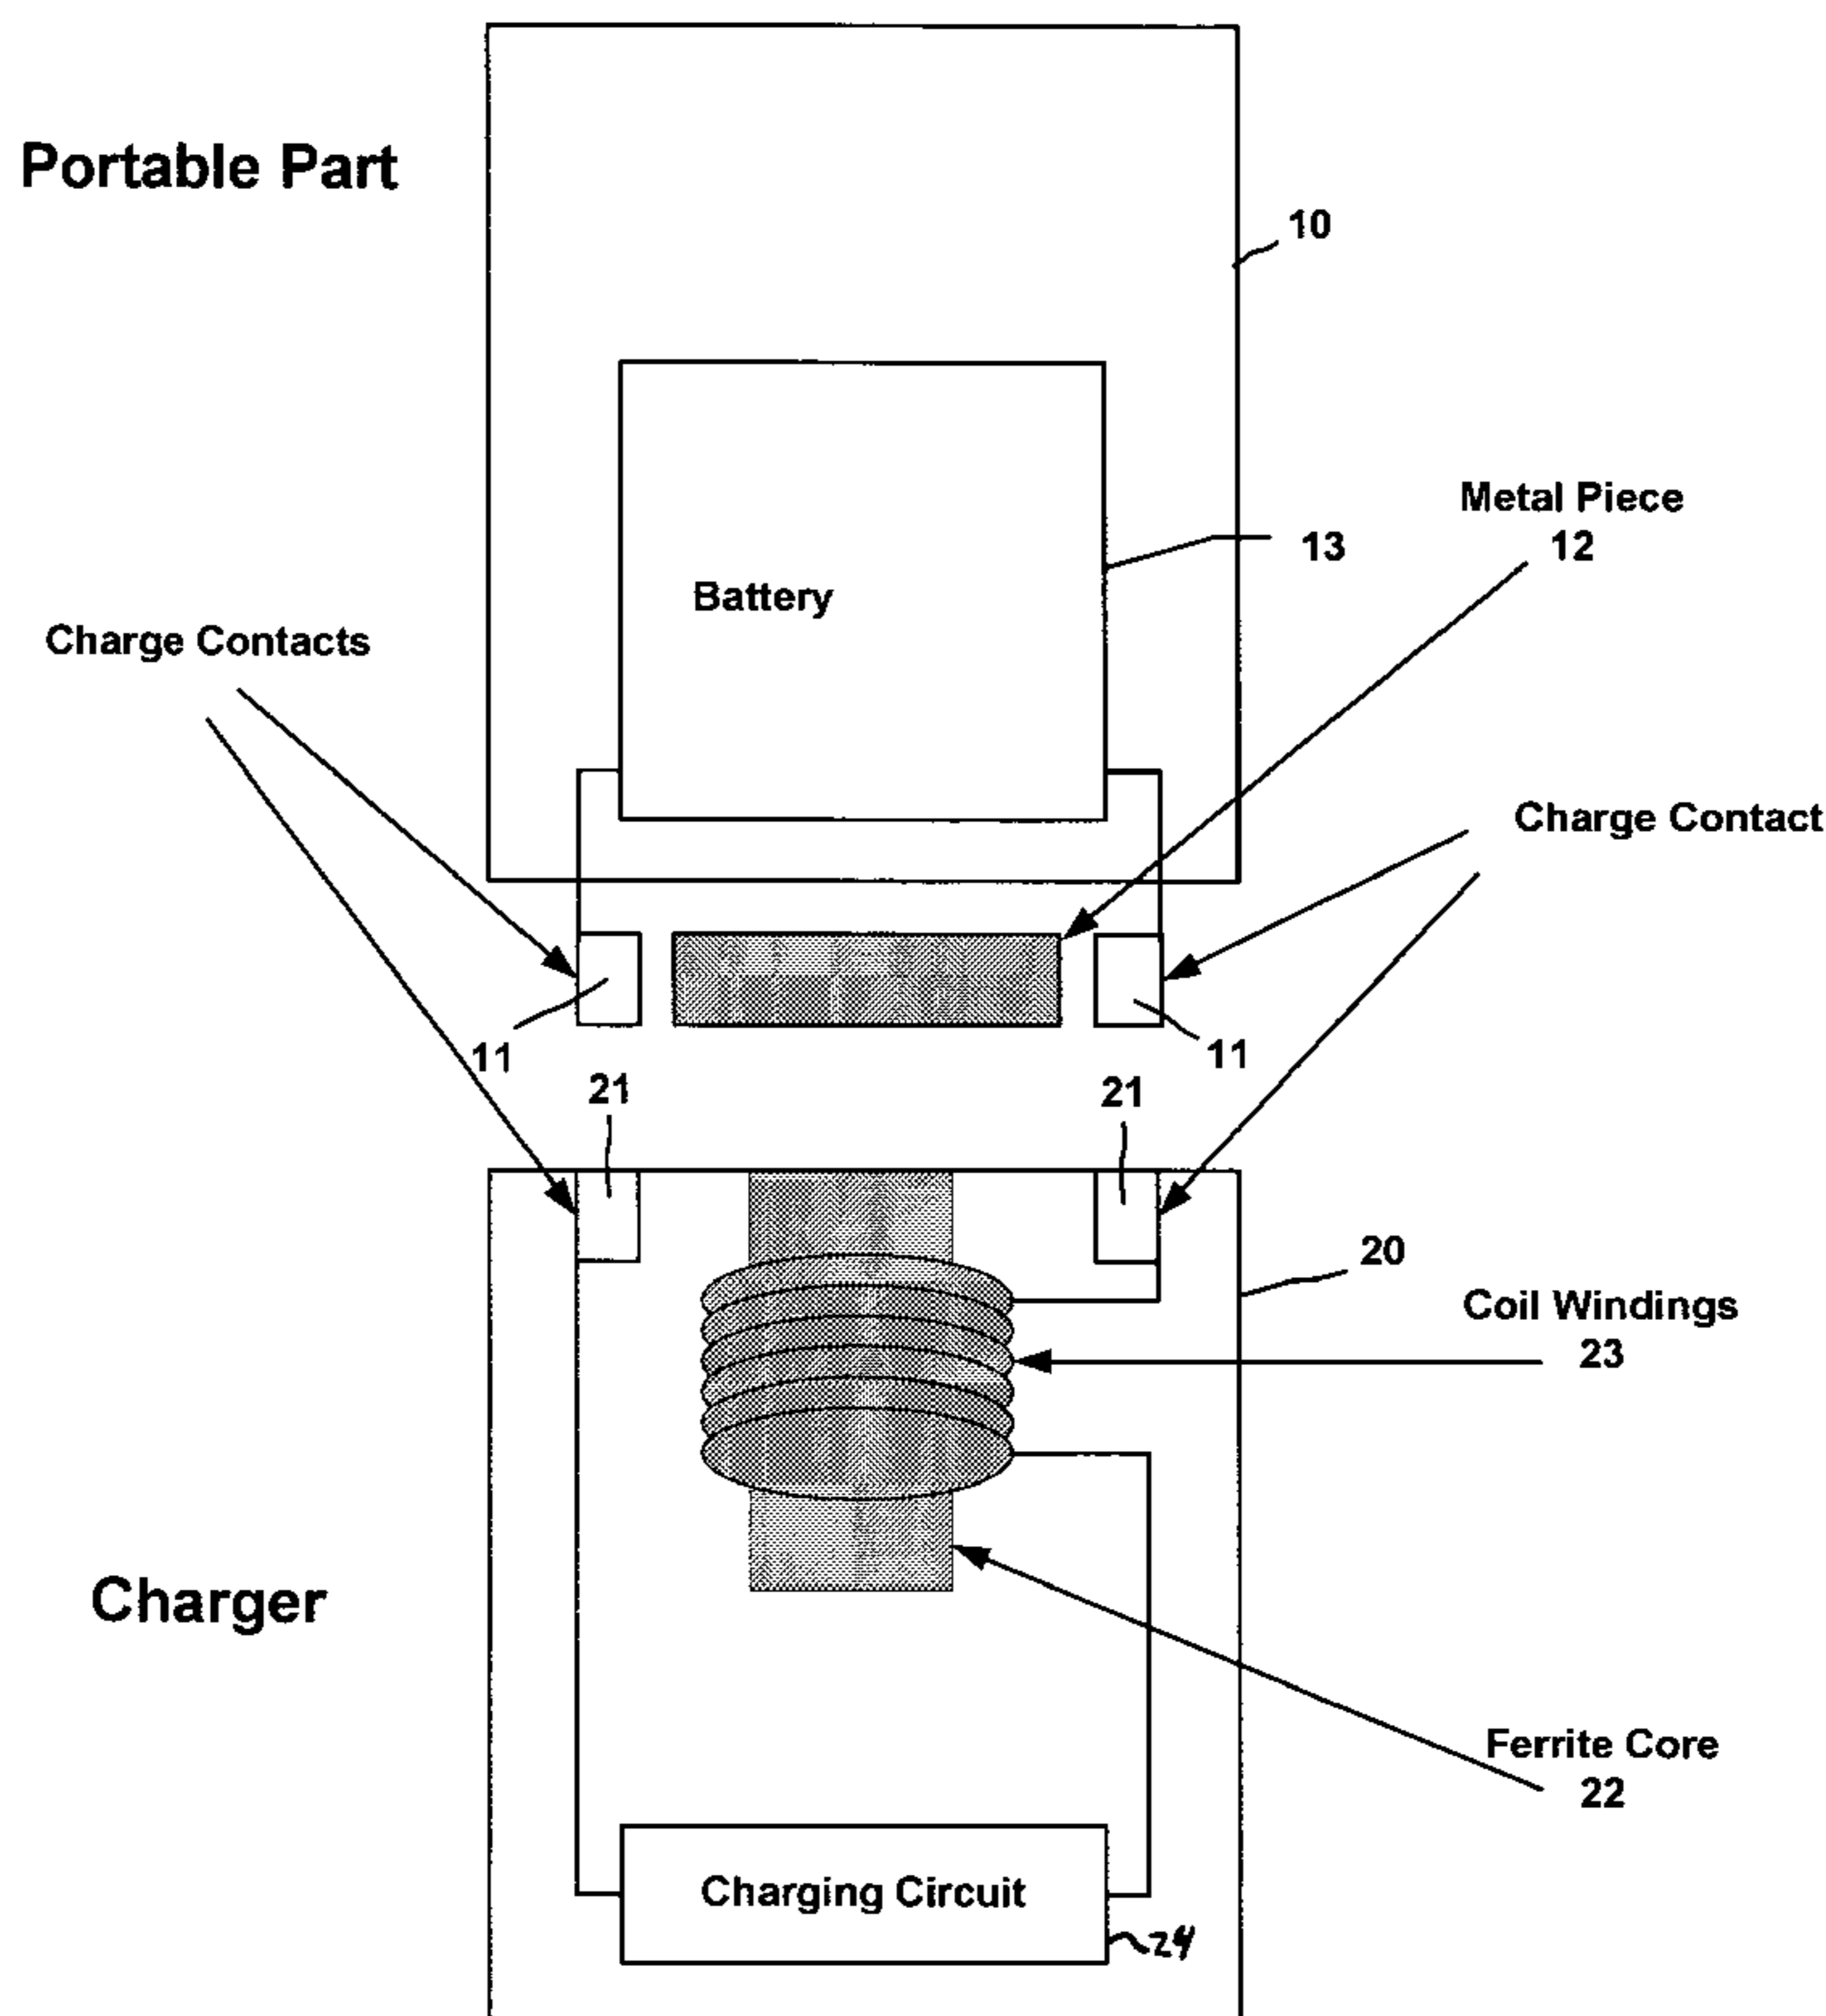 Portable Part
10
Metal Piece
12
13
Battery
Charge Contacts
Charge Contact
11
11
21
21
20
Coil Windings
23
Charger
Ferrite Core
22
Charging Circuit
24